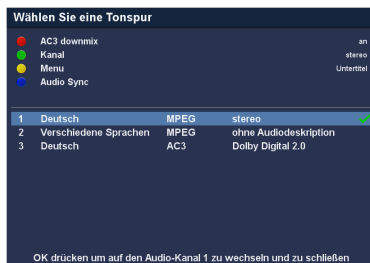 Wählen Sie eine Tonspur
AC3 downmix an
Kanal stereo
Menu Untertitel
Audio Sync
1 Deutsch MPEG stereo
2 Verschiedene Sprachen MPEG ohne Audiodeskription
3 Deutsch AC3 Dolby Digital 2.0
OK drücken um auf den Audio-Kanal 1 zu wechseln und zu schließen